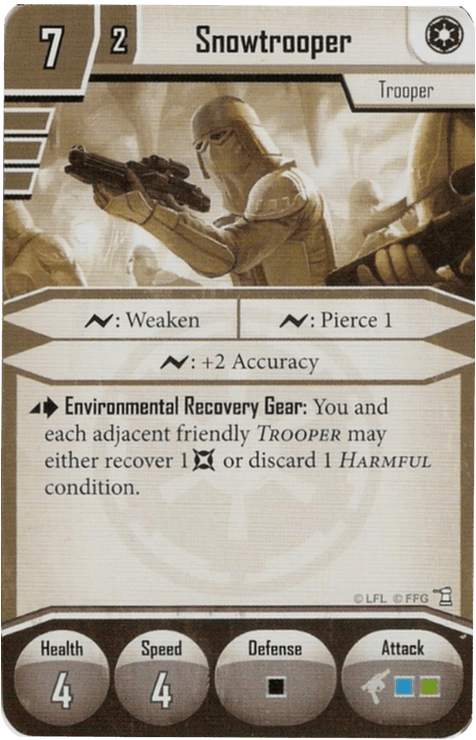 7 2 Snowtrooper
Trooper
: Weaken : Pierce 1
: +2 Accuracy
Environmental Recovery Gear: You and
each adjacent friendly TROOPER may
either recover 1 or discard 1 HARMFUL
condition.
© LFL © FFG
Health Speed Defense Attack
4 4